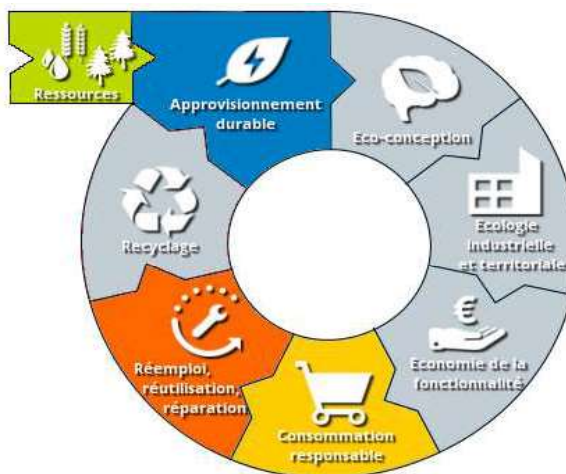 Ressources
Approvisionnement
durable
Eco-conception
Ecologie
industrielle
et territoriale
€
Economie de la
fonctionnalité
Consommation
responsable
Réemploi,
réutilisation,
réparation
Recyclage